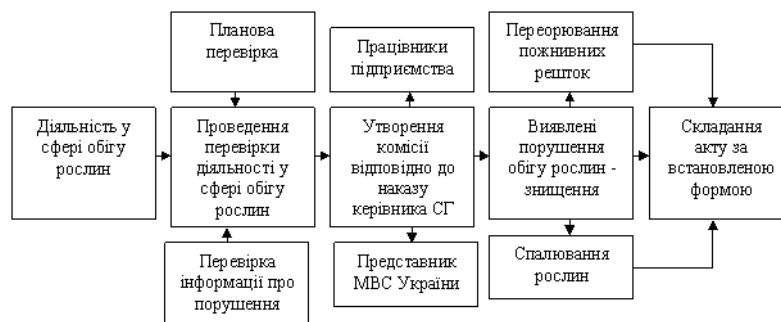 Планова
перевірка
Працівники
підприємства
Переорювання
пожнивних
решток
Діяльність у
сфері обігу
рослин
Проведення
перевірки
діяльності у
сфері обігу
рослин
Утворення
комісії
відповідно до
наказу
керівника СГ
Виявлені
порушення
обігу рослин -
знищення
Складання
акту за
встановленою
формою
Перевірка
інформації про
порушення
Представник
МВС України
Спалювання
рослин